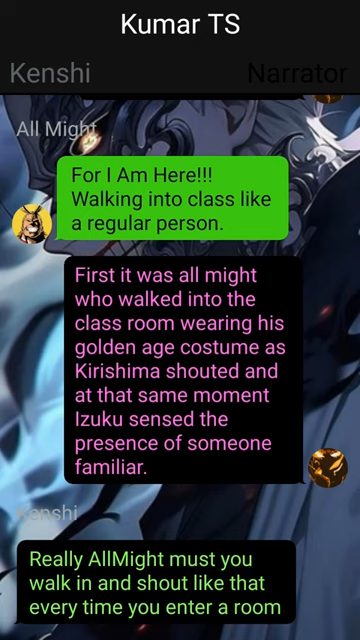 Kumar TS
Kenshi
Narrator
All Might
For I Am Here!!!
Walking into class like
a regular person.
First it was all might
who walked into the
class room wearing his
golden age costume as
Kirishima shouted and
at that same moment
Izuku sensed the
presence of someone
familiar.
Kenshi
Really AllMight must you
walk in and shout like that
every time you enter a room